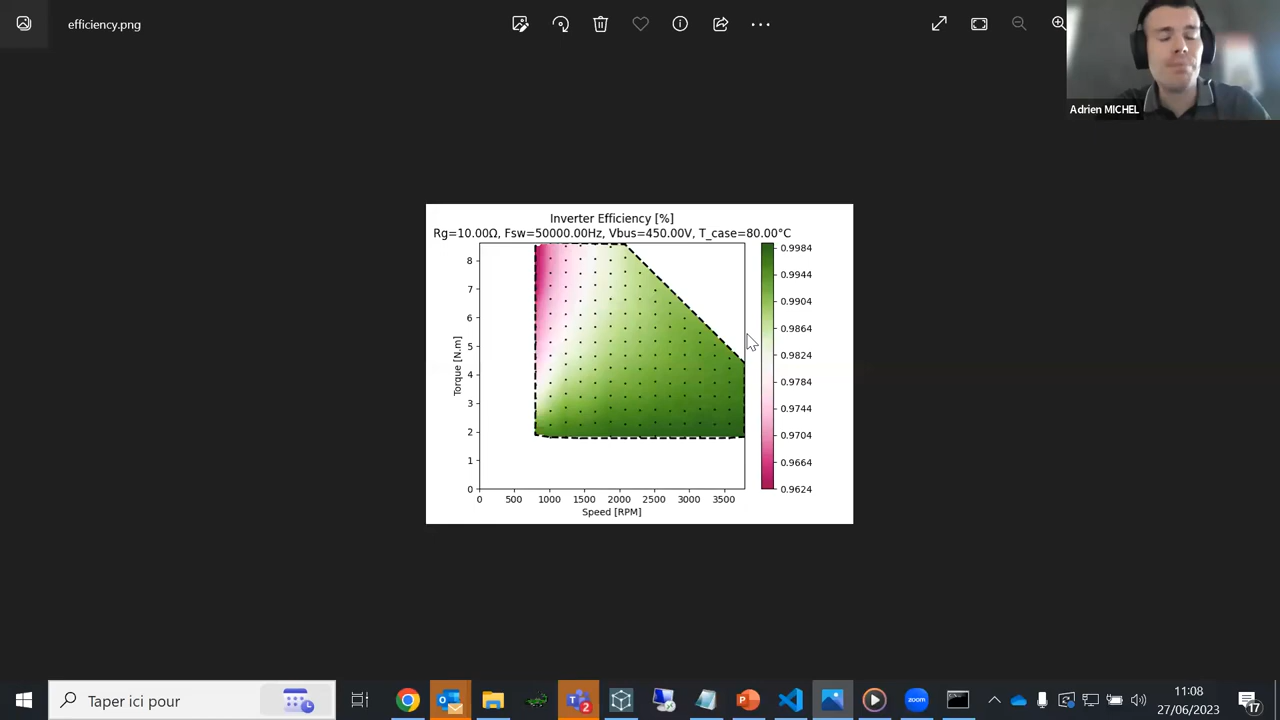 efficiency.png
Adrien MICHEL
Inverter Efficiency [%]
Rg=10.00Ω, Fsw=50000.00Hz, Vbus=450.00V, T_case=80.00°C
Torque [N.m]
8
7
6
5
4
3
2
1
0
0 500 1000 1500 2000 2500 3000 3500
Speed [RPM]
0.9984
0.9944
0.9904
0.9864
0.9824
0.9784
0.9744
0.9704
0.9664
0.9624
Taper ici pour
2
zoom
11:08
27/06/2023
17